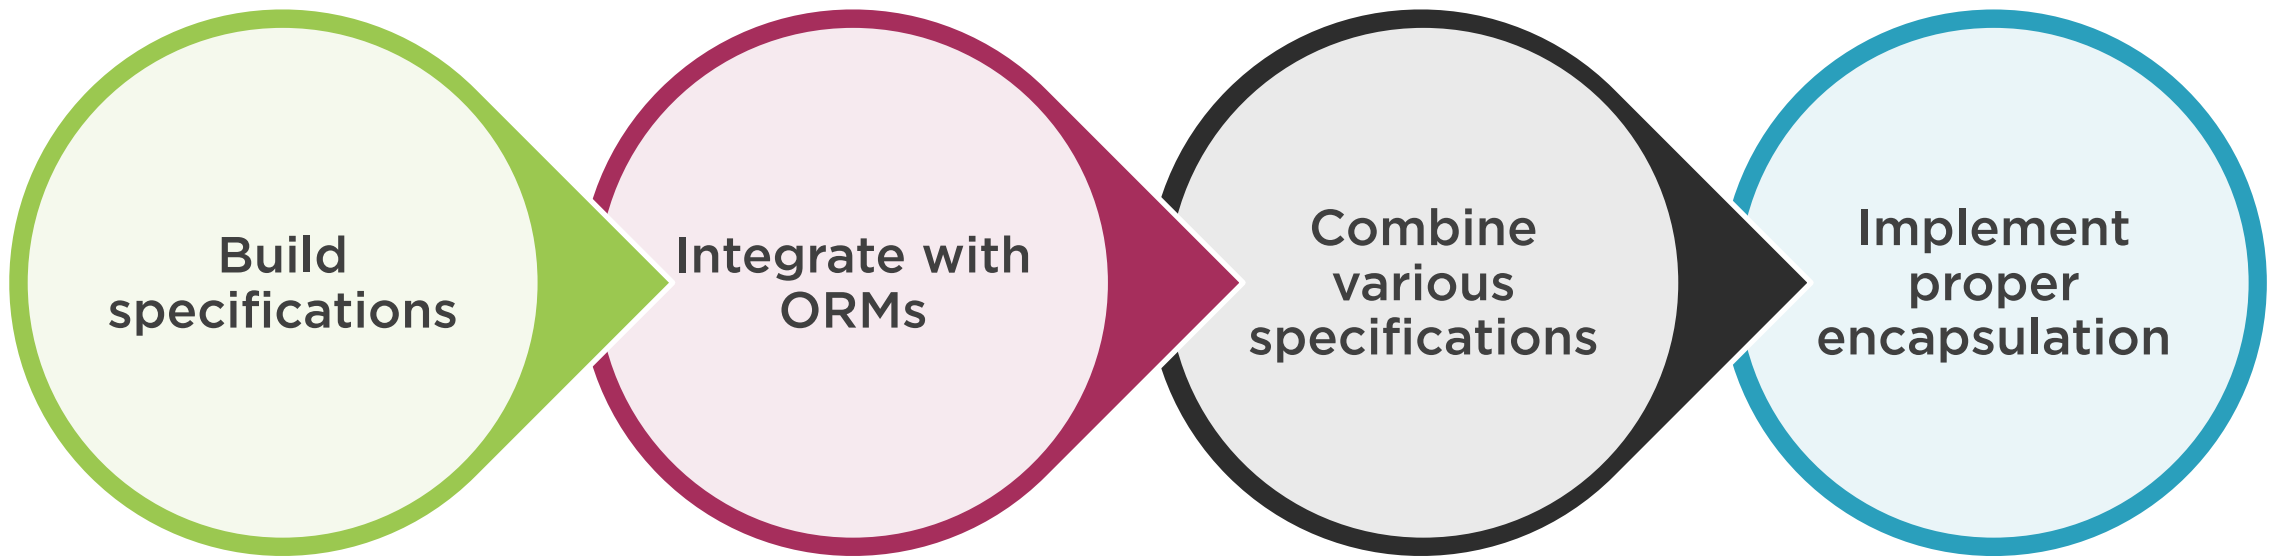 Build
specifications
Integrate with
ORMs
Combine
various
specifications
Implement
proper
encapsulation